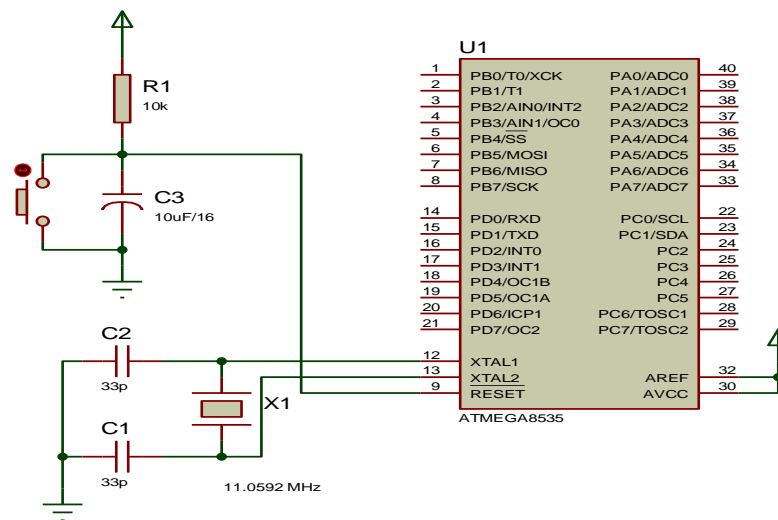 R1
10k
C3
10uF/16
C2
33p
C1
33p
X1
11.0592 MHz
U1
1 PB0/T0/XCK PA0/ADC0 40
2 PB1/T1 PA1/ADC1 39
3 PB2/AIN0/INT2 PA2/ADC2 38
4 PB3/AIN1/OC0 PA3/ADC3 37
5 PB4/SS PA4/ADC4 36
6 PB5/MOSI PA5/ADC5 35
7 PB6/MISO PA6/ADC6 34
8 PB7/SCK PA7/ADC7 33
14 PD0/RXD PC0/SCL 22
15 PD1/TXD PC1/SDA 23
16 PD2/INT0 PC2 24
17 PD3/INT1 PC3 25
18 PD4/OC1B PC4 26
19 PD5/OC1A PC5 27
20 PD6/ICP1 PC6/TOSC1 28
21 PD7/OC2 PC7/TOSC2 29
12 XTAL1
13 XTAL2 AREF 32
9 RESET AVCC 30
ATMEGA8535